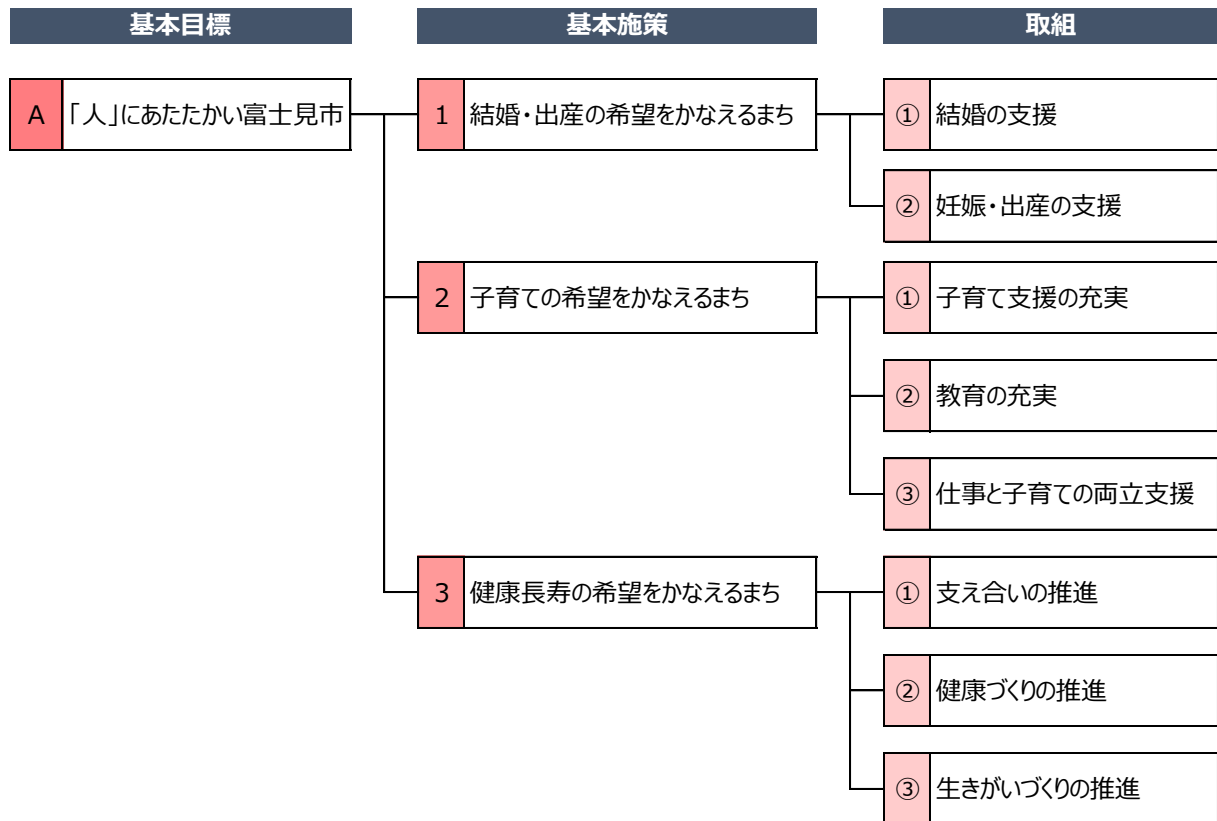 基本目標
基本施策
取組
A 「人」にあたたかい富士見市
1 結婚・出産の希望をかなえるまち
① 結婚の支援
② 妊娠・出産の支援
2 子育ての希望をかなえるまち
① 子育て支援の充実
② 教育の充実
③ 仕事と子育ての両立支援
3 健康長寿の希望をかなえるまち
① 支え合いの推進
② 健康づくりの推進
③ 生きがいづくりの推進